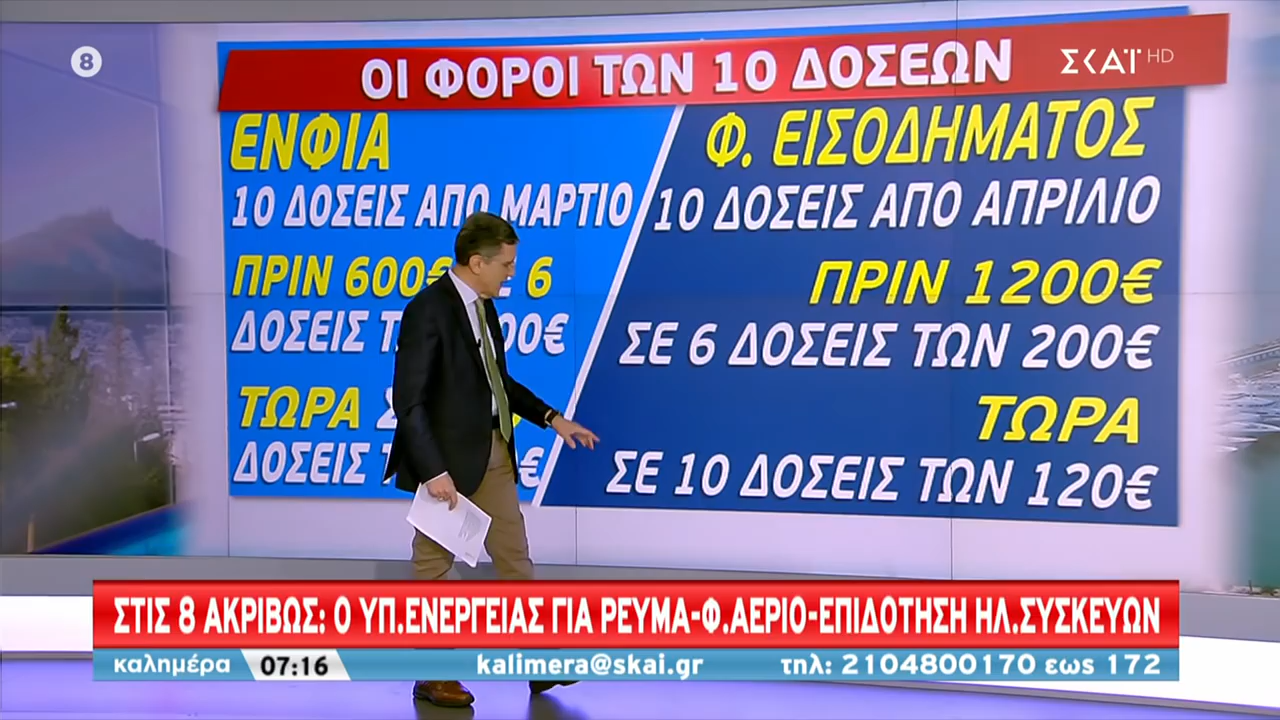 8
ΣΚΑΪ HD
ΟΙ ΦΟΡΟΙ ΤΩΝ 10 ΔΟΣΕΩΝ
ΕΝΦΙΑ
10 ΔΟΣΕΙΣ ΑΠΟ ΜΑΡΤΙΟ
ΠΡΙΝ 600€ 6
ΔΟΣΕΙΣ
ΤΩΡΑ
ΔΟΣΕΙΣ
Φ. ΕΙΣΟΔΗΜΑΤΟΣ
10 ΔΟΣΕΙΣ ΑΠΟ ΑΠΡΙΛΙΟ
ΠΡΙΝ 1200€
ΣΕ 6 ΔΟΣΕΙΣ ΤΩΝ 200€
ΤΩΡΑ
ΣΕ 10 ΔΟΣΕΙΣ ΤΩΝ 120€
ΣΤΙΣ 8 ΑΚΡΙΒΩΣ: Ο ΥΠ.ΕΝΕΡΓΕΙΑΣ ΓΙΑ ΡΕΥΜΑ-Φ.ΑΕΡΙΟ-ΕΠΙΔΟΤΗΣΗ ΗΛ.ΣΥΣΚΕΥΩΝ
καλημέρα 07:16 kalimera@skai.gr τηλ: 2104800170 εως 172